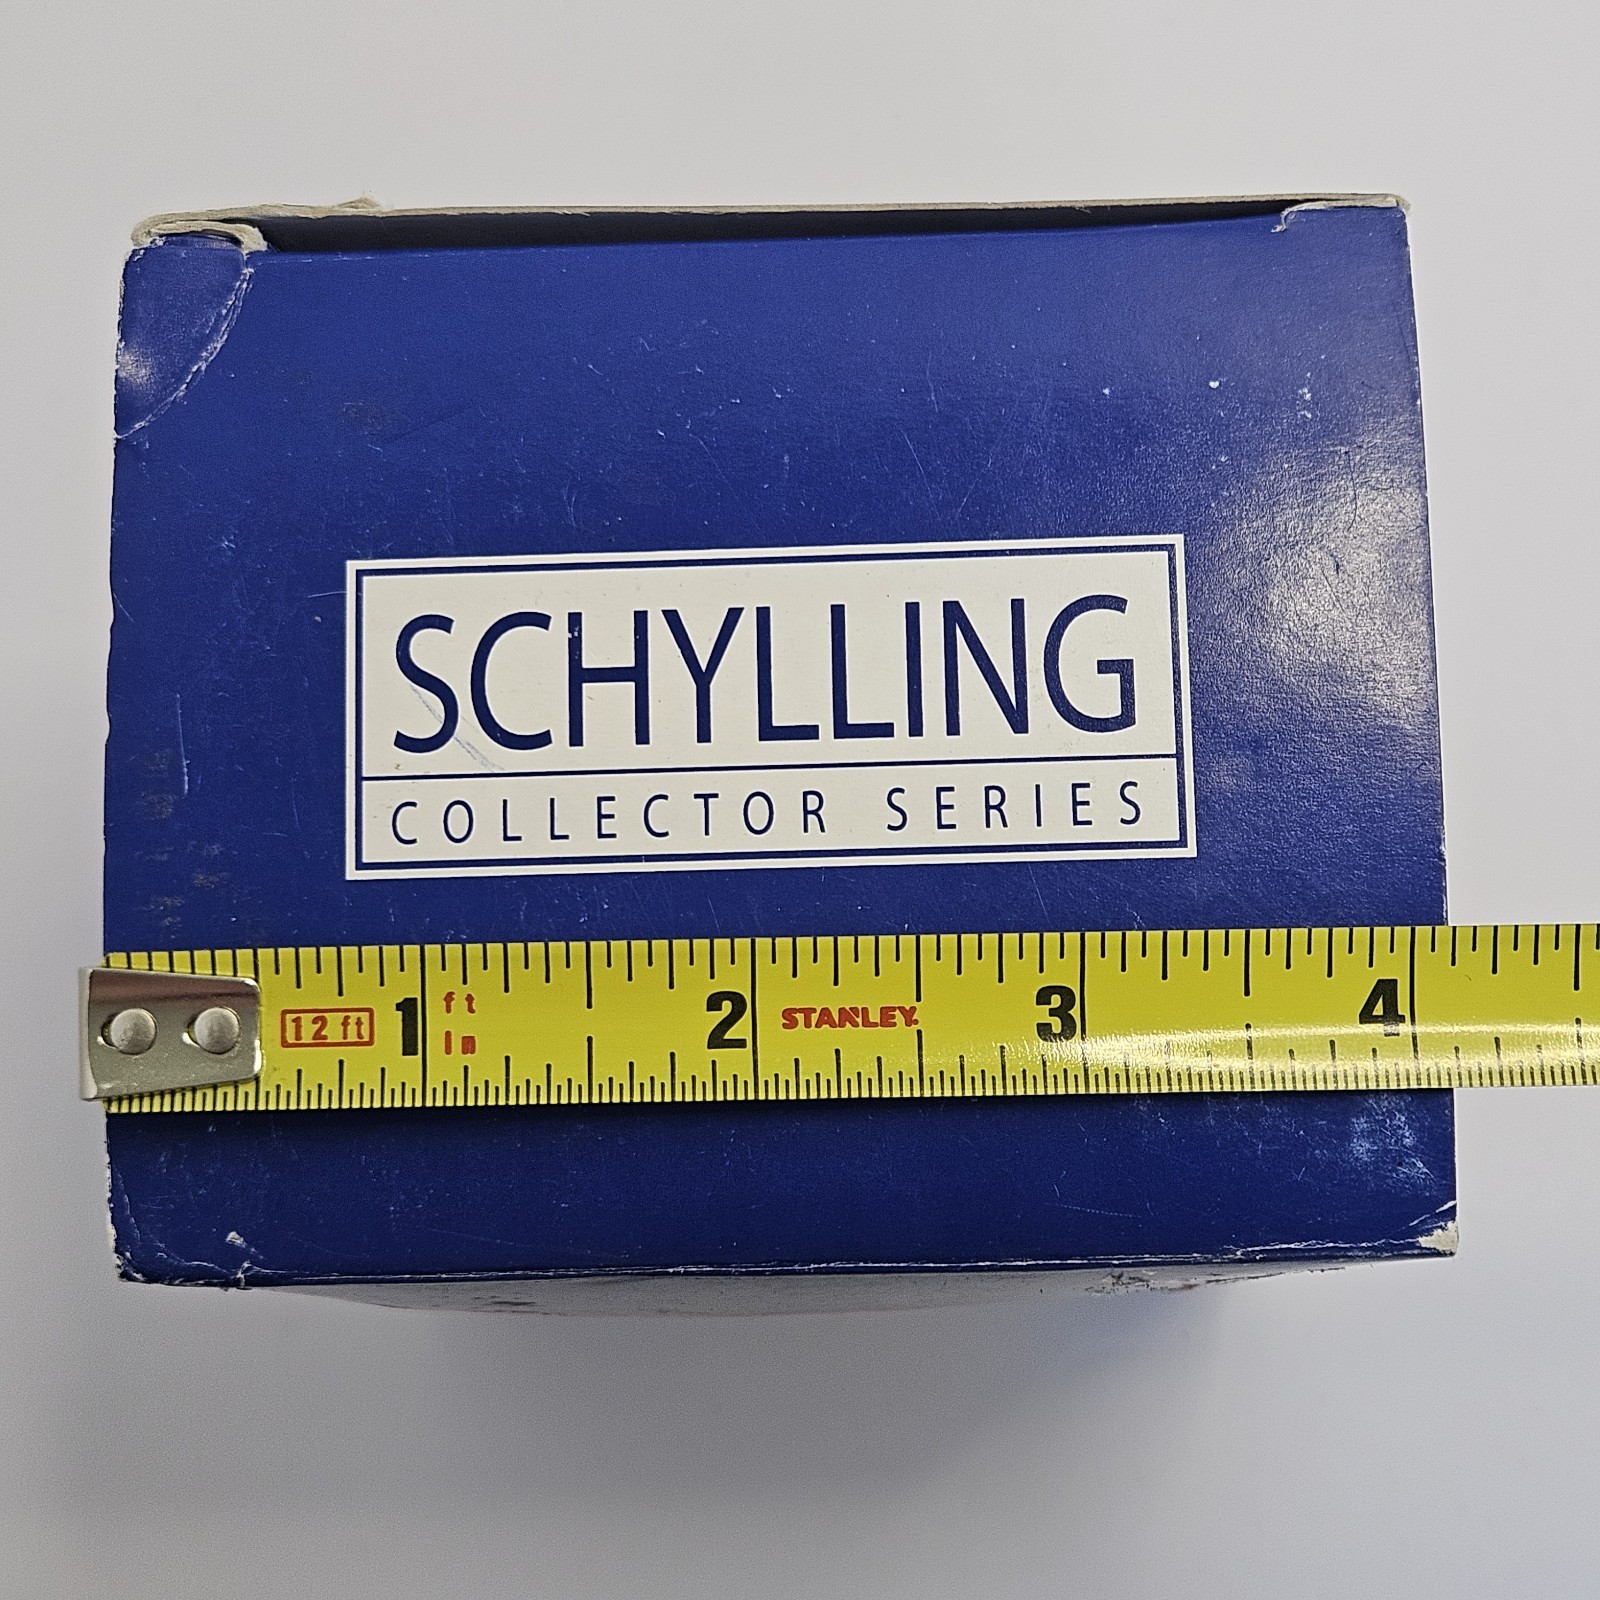 SCHYLLING
COLLECTOR SERIES
12 ft 1 ft 2 STANLEY 3 4
In